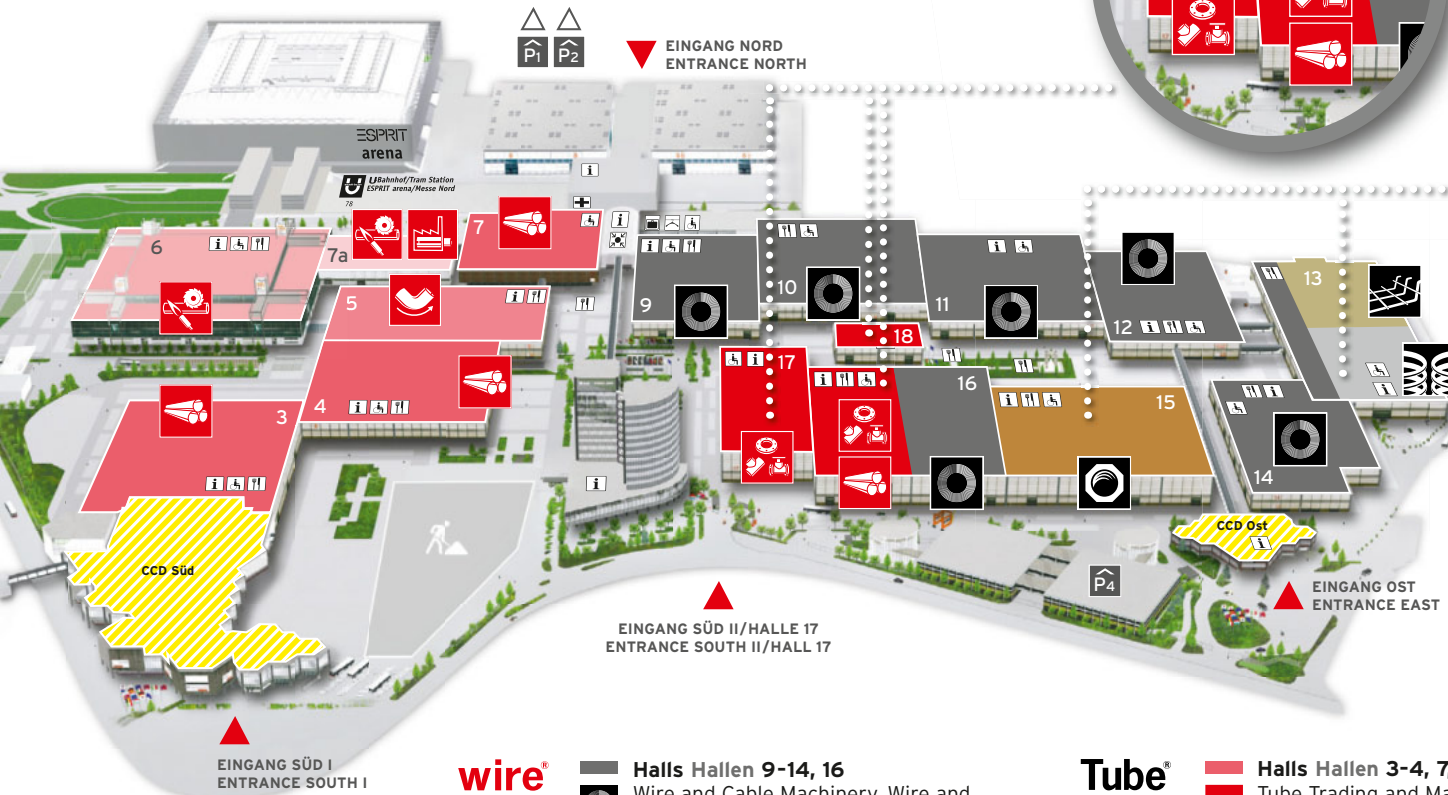 P1 P2
EINGANG NORD
ENTRANCE NORTH
ESPRIT
arena
U UBahnhof/Tram Station
ESPRIT arena/Messe Nord
78
6
7a
7
5
4
3
9
10
11
12
13
18
17
16
15
14
CCD Süd
CCD Ost
P4
EINGANG OST
ENTRANCE EAST
EINGANG SÜD II/HALLE 17
ENTRANCE SOUTH II/HALL 17
EINGANG SÜD I
ENTRANCE SOUTH I
wire®
Halls Hallen 9-14, 16
Wire and Cable Machinery, Wire and
Tube®
Halls Hallen 3-4, 7,
Tube Trading and Ma